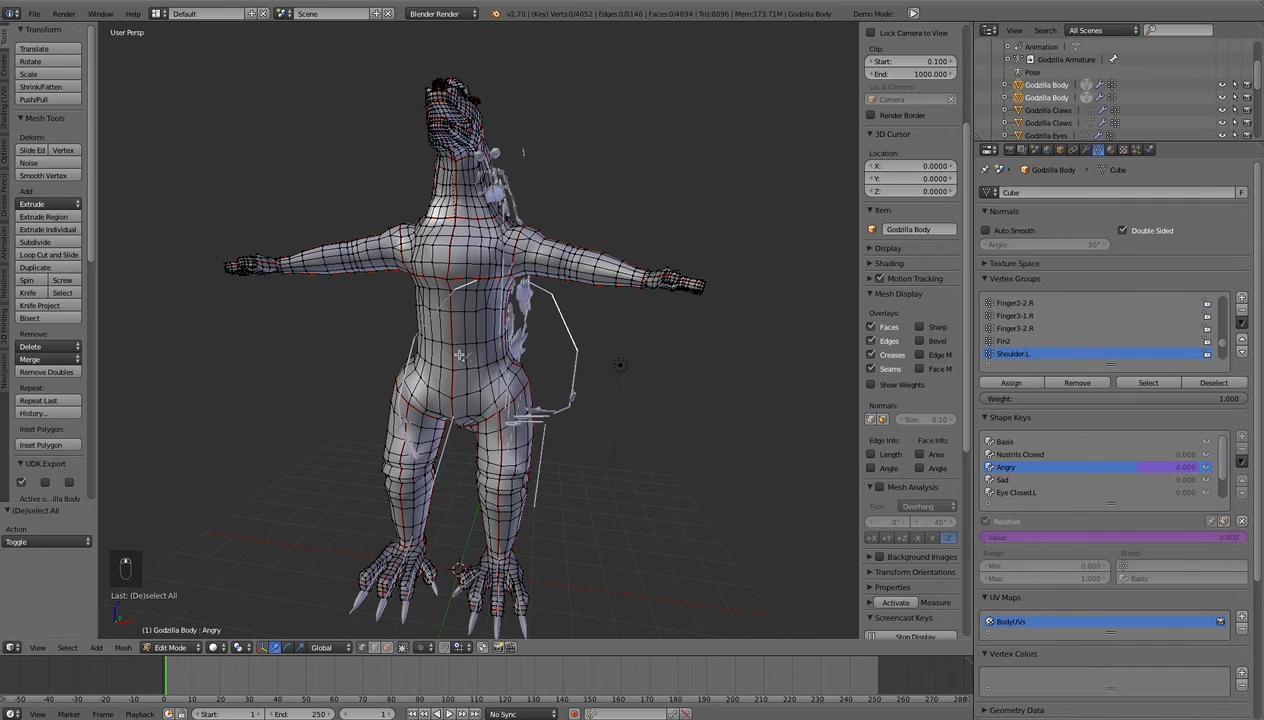 File Render Window Help Default Scene Blender Render v2.70 | (Key) Verts:0/4052 | Edges:0/8146 | Faces:0/4094 | Tris:8096 | Mem:373.71M | Godzilla Body Demo Mode:
Transform
Translate
Rotate
Scale
Shrink/Fatten
Push/Pull
Mesh Tools
Deform:
Slide Ed Vertex
Noise
Smooth Vertex
Add:
Extrude
Extrude Region
Extrude Individual
Subdivide
Loop Cut and Slide
Duplicate
Spin Screw
Knife Select
Knife Project
Bisect
Remove:
Delete
Merge
Remove Doubles
Repeat:
Repeat Last
History...
Inset Polygon:
Inset Polygon
UDK Export
Active o...illa Body
(De)select All
Action
Toggle
Tools
Create
Shading/UVs
Options
Grease Pencil
Animation
Relations
3D Printing
Navigation
User Persp
Last: (De)select All
(1) Godzilla Body : Angry
View Select Add Mesh Edit Mode Global
Lock Camera to View
Clip:
Start: 0.100
End: 1000.000
Local Camera:
Camera
Render Border
3D Cursor
Location:
X: 0.0000
Y: 0.0000
Z: 0.0000
Item
Godzilla Body
Display
Shading
Motion Tracking
Mesh Display
Overlays:
Faces Sharp
Edges Bevel
Creases Edge M
Seams Face M
Show Weights
Normals:
Size: 0.10
Edge Info: Face Info:
Length Area
Angle Angle
Mesh Analysis
Type: Overhang
0° 45°
+X +Y +Z -X -Y -Z
Background Images
Transform Orientations
Properties
Activate Measure
Screencast Keys
Stop Display
View Search All Scenes
Animation
Godzilla Armature
Pose
Godzilla Body
Godzilla Body
Godzilla Claws
Godzilla Claws
Godzilla Eyes
Godzilla Body Cube
Cube F
Normals
Auto Smooth Double Sided
Angle: 30°
Texture Space
Vertex Groups
Finger2-2.R
Finger3-1.R
Finger3-2.R
Fin2
Shoulder.L
Assign Remove Select Deselect
Weight: 1.000
Shape Keys
Basis
Nostrils Closed 0.000
Angry 0.000
Sad 0.000
Eye Closed.L 0.000
Relative
Value: 0.000
Range: Blend:
Min: 0.000
Max: 1.000 Basis
UV Maps
BodyUVs
Vertex Colors
Geometry Data
-50 -40 -30 -20 -10 0 10 20 30 40 50 60 70 80 90 100 110 120 130 140 150 160 170 180 190 200 210 220 230 240 250 260 270 280
View Marker Frame Playback Start: 1 End: 250 1 No Sync